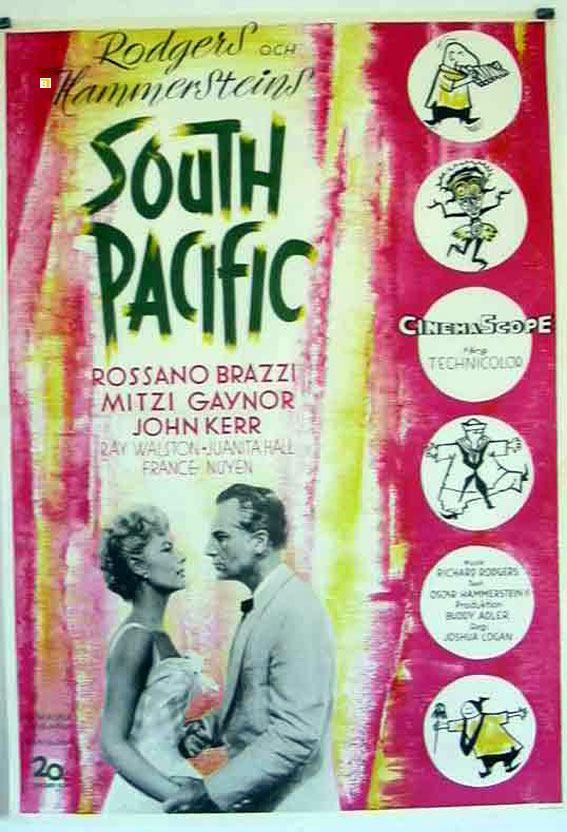 Rodgers OCH
Hammersteins
SOUTH
PACIFIC
ROSSANO BRAZZI
MITZI GAYNOR
JOHN KERR
RAY WALSTON • JUANITA HALL
FRANCE NUYEN
CINEMASCOPE
Färg
TECHNICOLOR
Musik
RICHARD RODGERS
Text
OSCAR HAMMERSTEIN II
Produktion
BUDDY ADLER
Regi
JOSHUA LOGAN
20